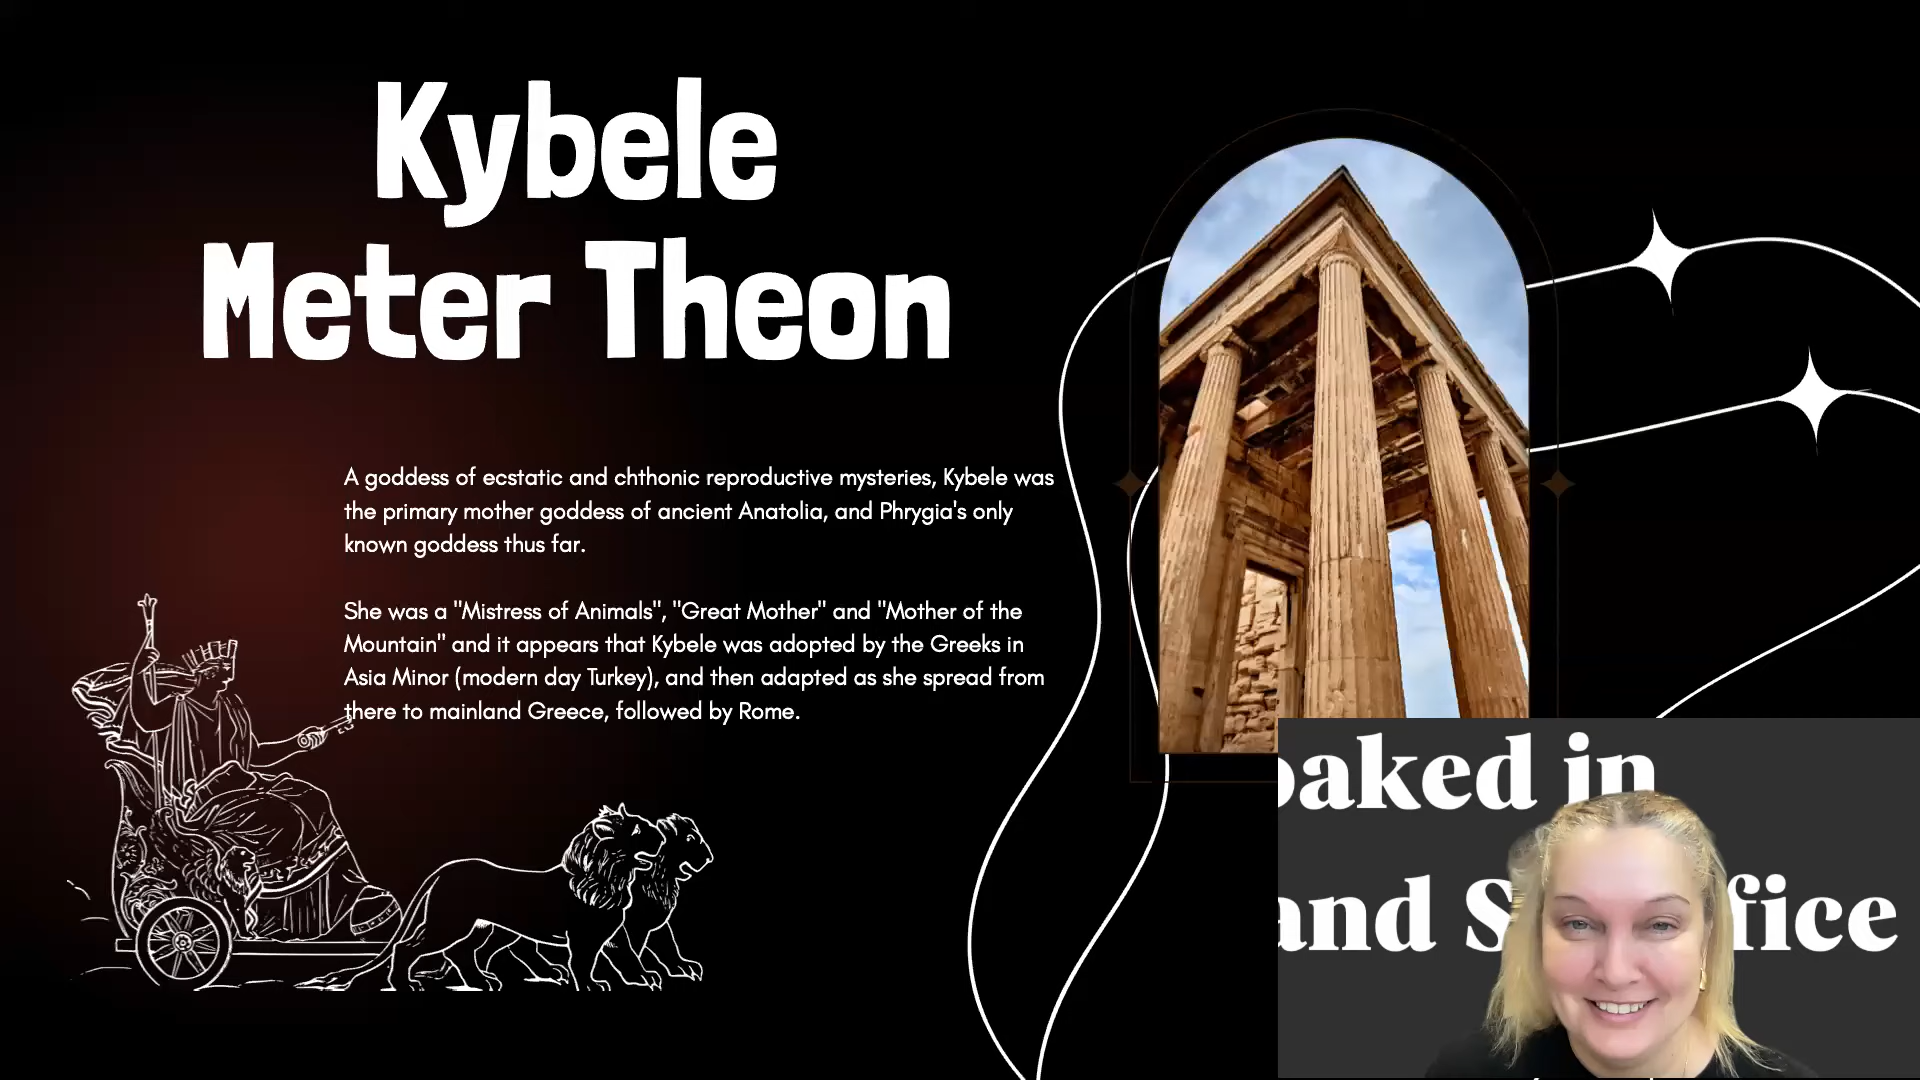 Kybele
Meter Theon
A goddess of ecstatic and chthonic reproductive mysteries, Kybele was
the primary mother goddess of ancient Anatolia, and Phrygia's only
known goddess thus far.
She was a "Mistress of Animals", "Great Mother" and "Mother of the
Mountain" and it appears that Kybele was adopted by the Greeks in
Asia Minor (modern day Turkey), and then adapted as she spread from
there to mainland Greece, followed by Rome.
in
and